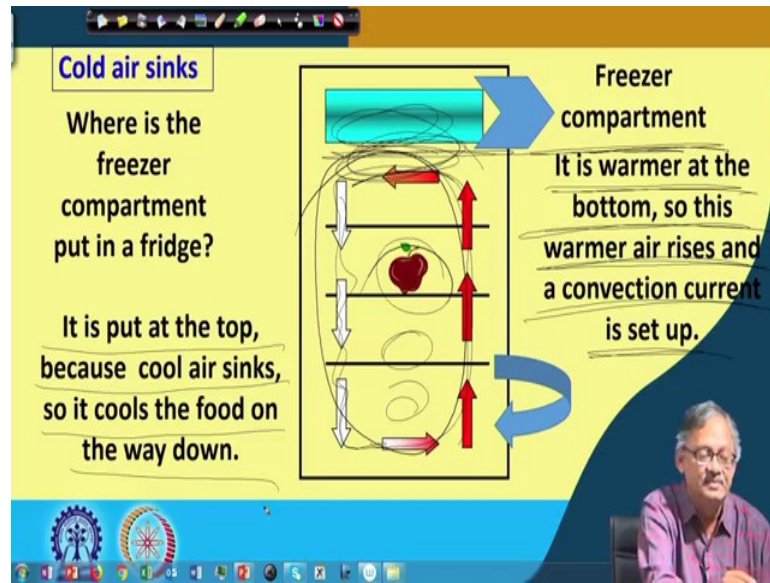 Cold air sinks
Where is the
freezer
compartment
put in a fridge?
It is put at the top,
because cool air sinks,
so it cools the food on
the way down.
Freezer
compartment
It is warmer at the
bottom, so this
warmer air rises and
a convection current
is set up.